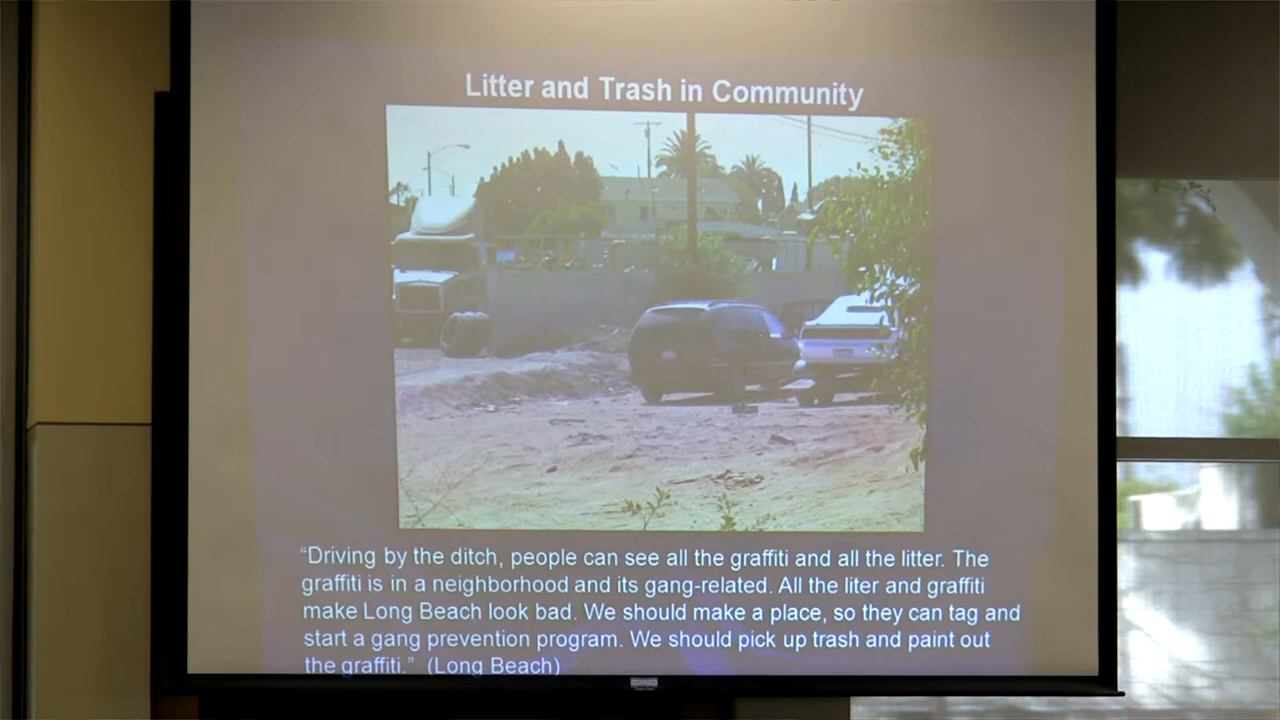 Litter and Trash in Community
“Driving by the ditch, people can see all the graffiti and all the litter. The
graffiti is in a neighborhood and its gang-related. All the liter and graffiti
make Long Beach look bad. We should make a place, so they can tag and
start a gang prevention program. We should pick up trash and paint out
the graffiti.” (Long Beach)